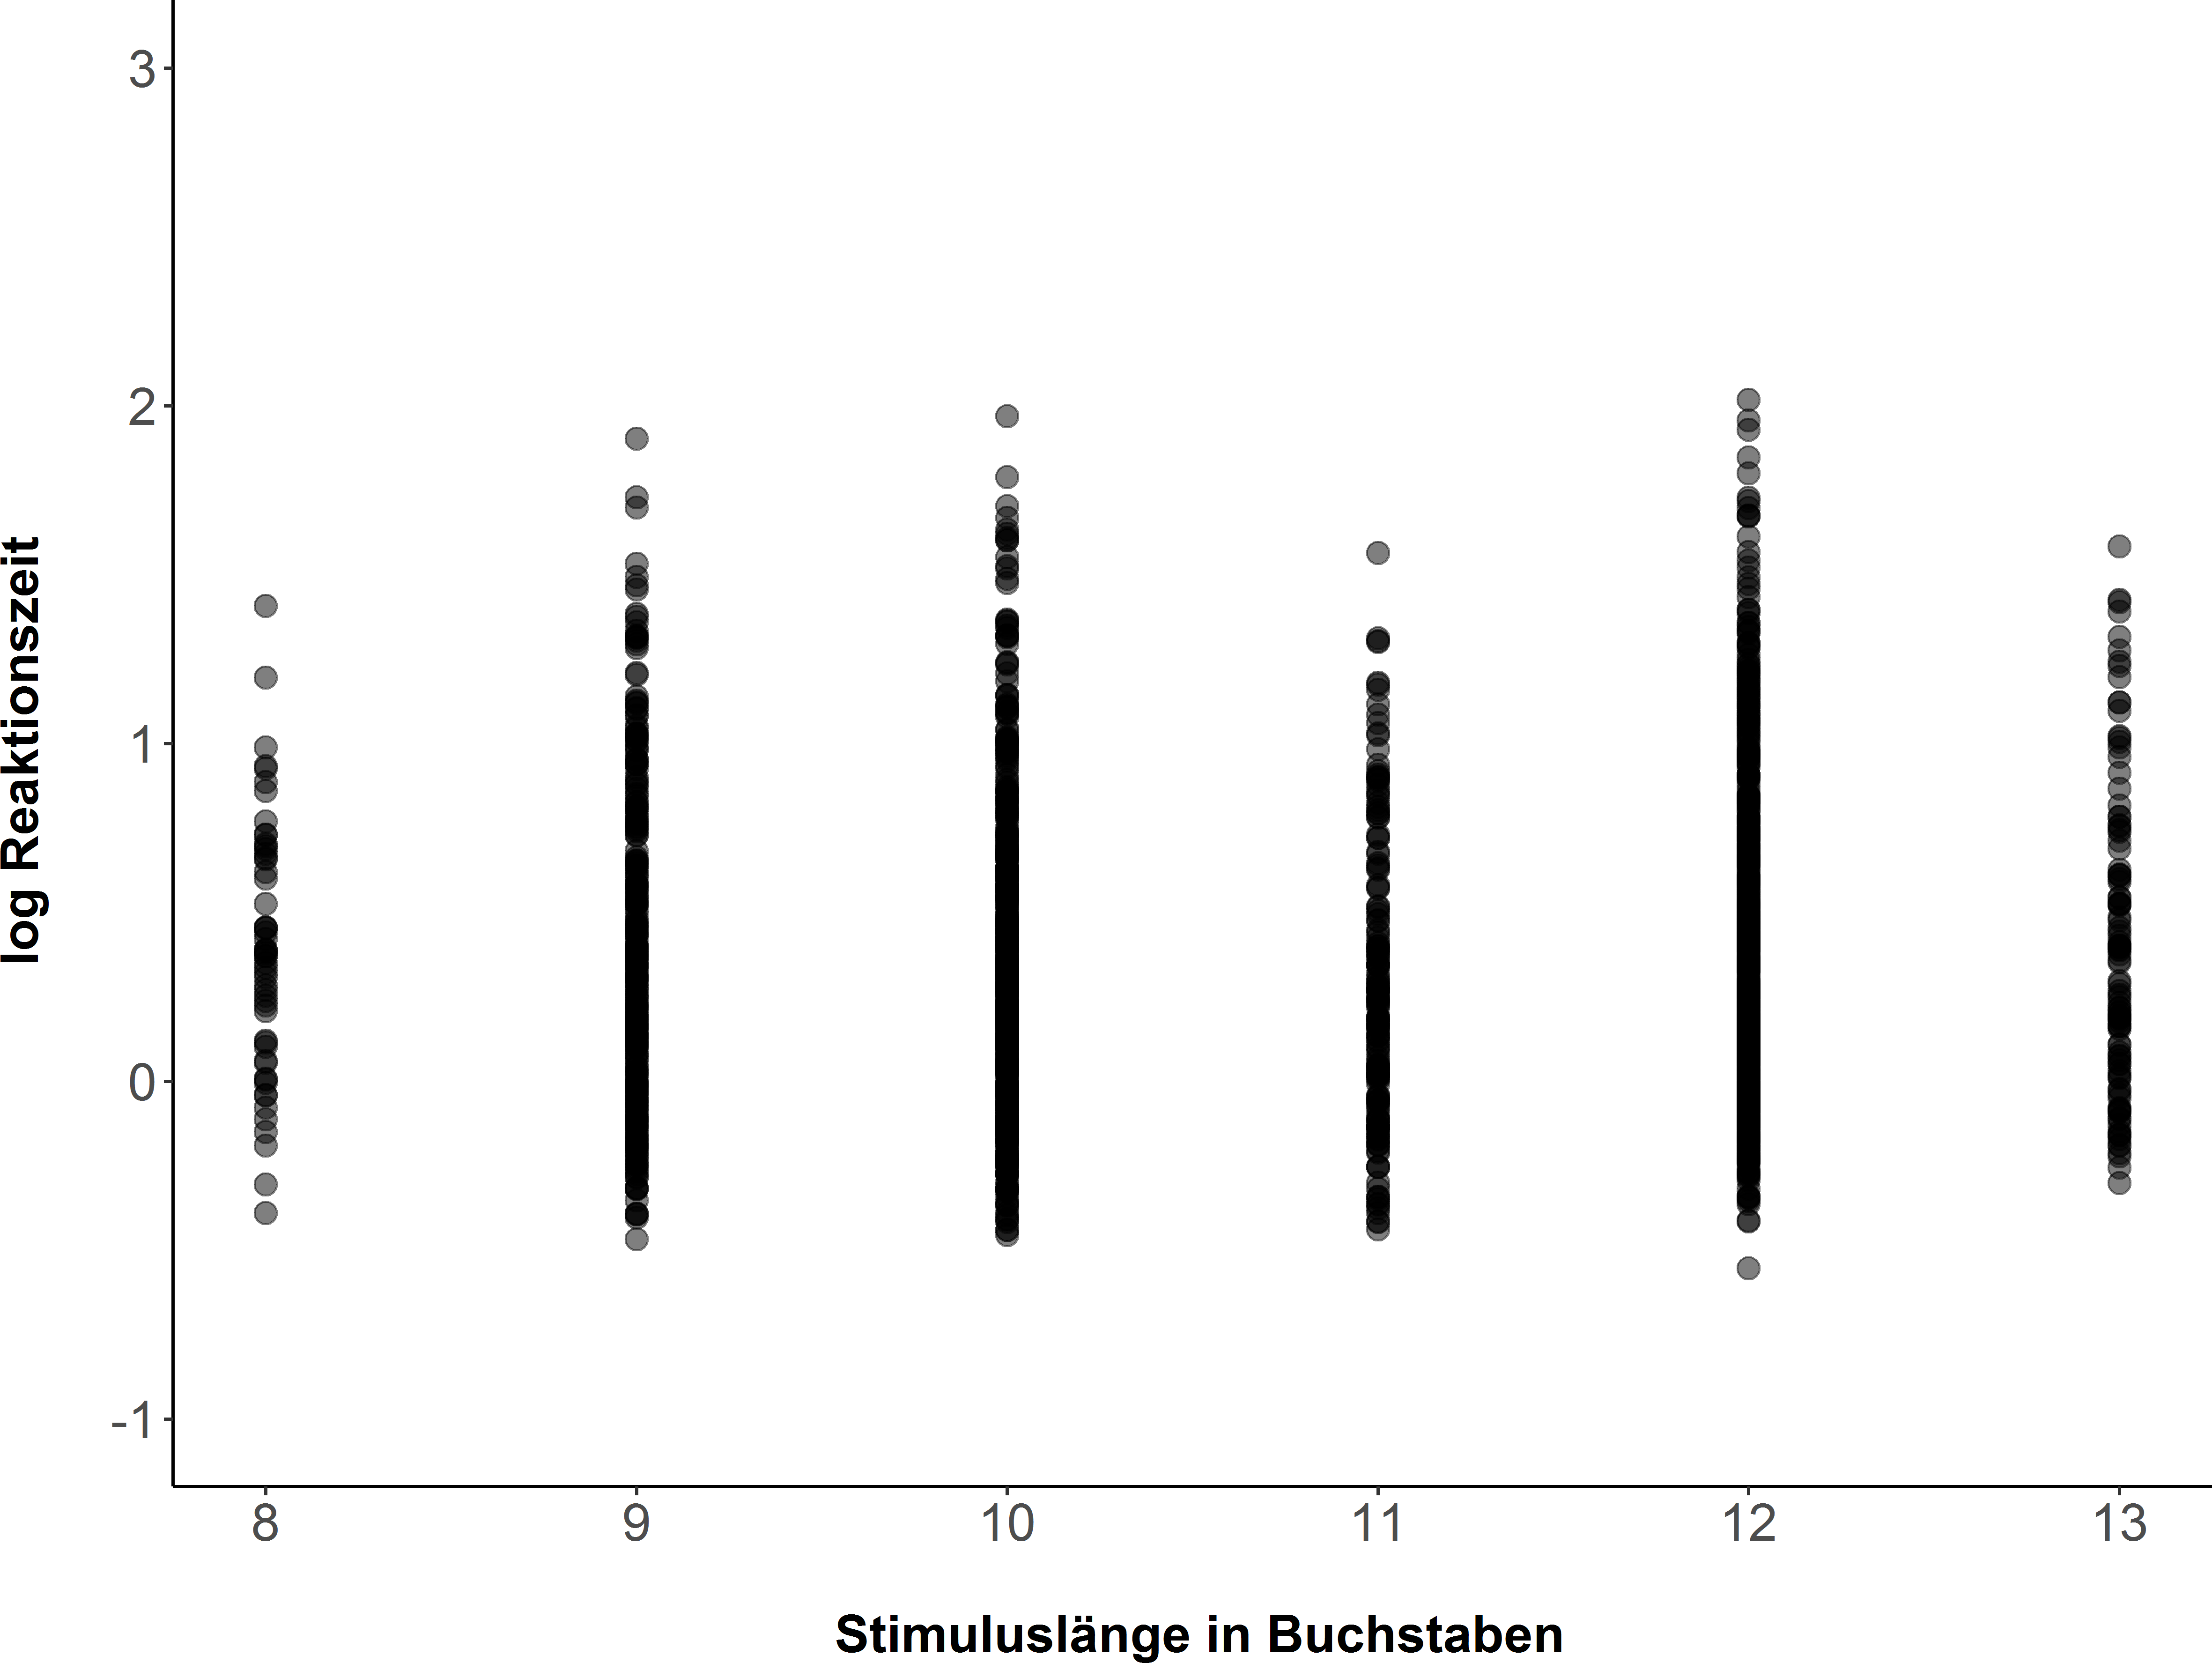 log Reaktionszeit
3
2
1
0
-1
8 9 10 11 12 13
Stimuluslänge in Buchstaben